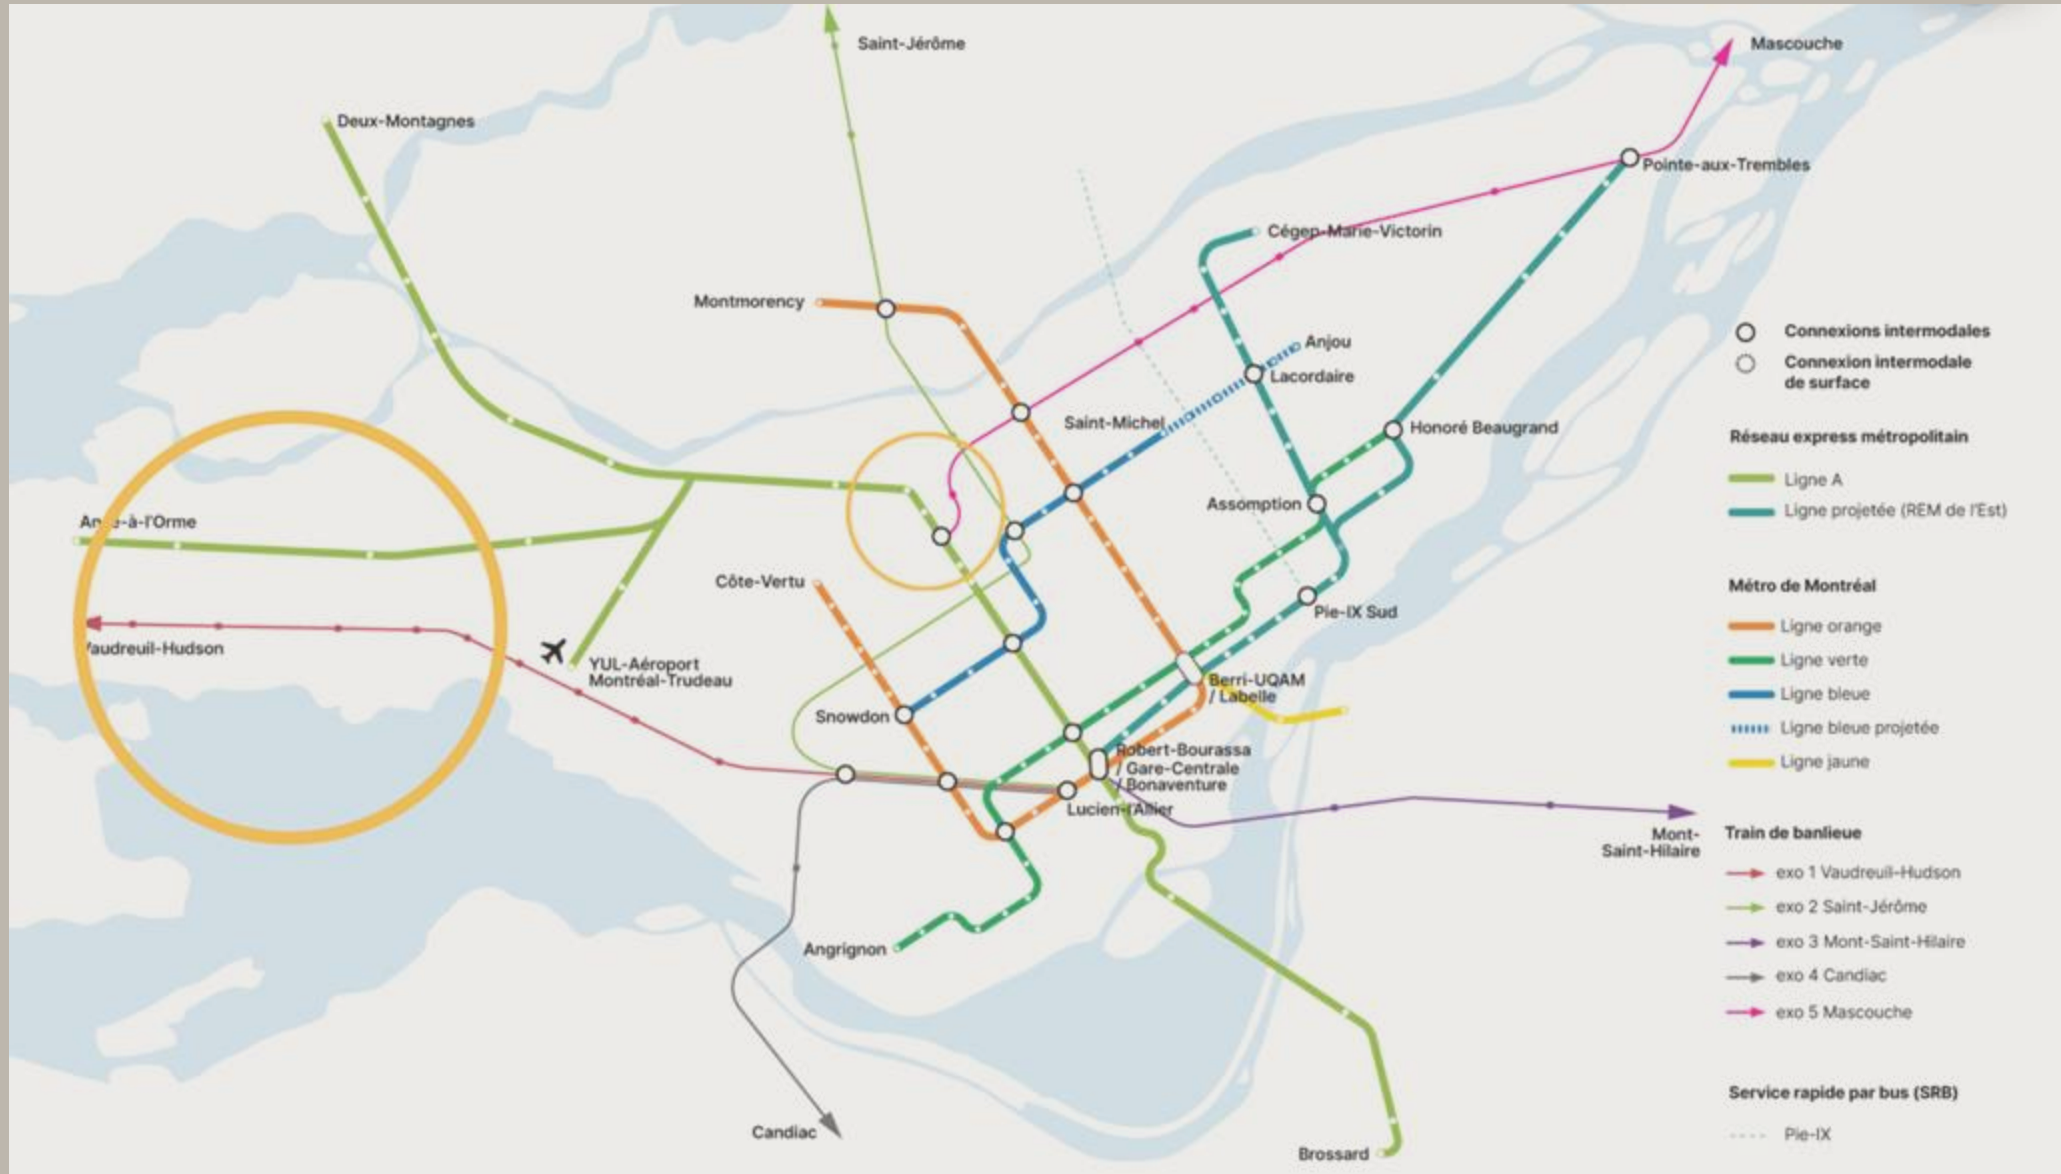 Saint-Jérôme
Mascouche
Deux-Montagnes
Pointe-aux-Trembles
Cégep-Marie-Victorin
Montmorency
Anjou
Lacordaire
Saint-Michel
Honoré Beaugrand
Assomption
Côte-Vertu
Pie-IX Sud
Vaudreuil-Hudson
YUL-Aéroport
Montréal-Trudeau
Berri-UQAM
/ Labelle
Snowdon
Robert-Bourassa
/ Gare-Centrale
/ Bonaventure
Lucien-l'Allier
Mont-
Saint-Hilaire
Angrignon
Candiac
Brossard
Connexions intermodales
Connexion intermodale
de surface
Réseau express métropolitain
Ligne A
Ligne projetée (REM de l'Est)
Métro de Montréal
Ligne orange
Ligne verte
Ligne bleue
Ligne bleue projetée
Ligne jaune
Train de banlieue
exo 1 Vaudreuil-Hudson
exo 2 Saint-Jérôme
exo 3 Mont-Saint-Hilaire
exo 4 Candiac
exo 5 Mascouche
Service rapide par bus (SRB)
Pie-IX